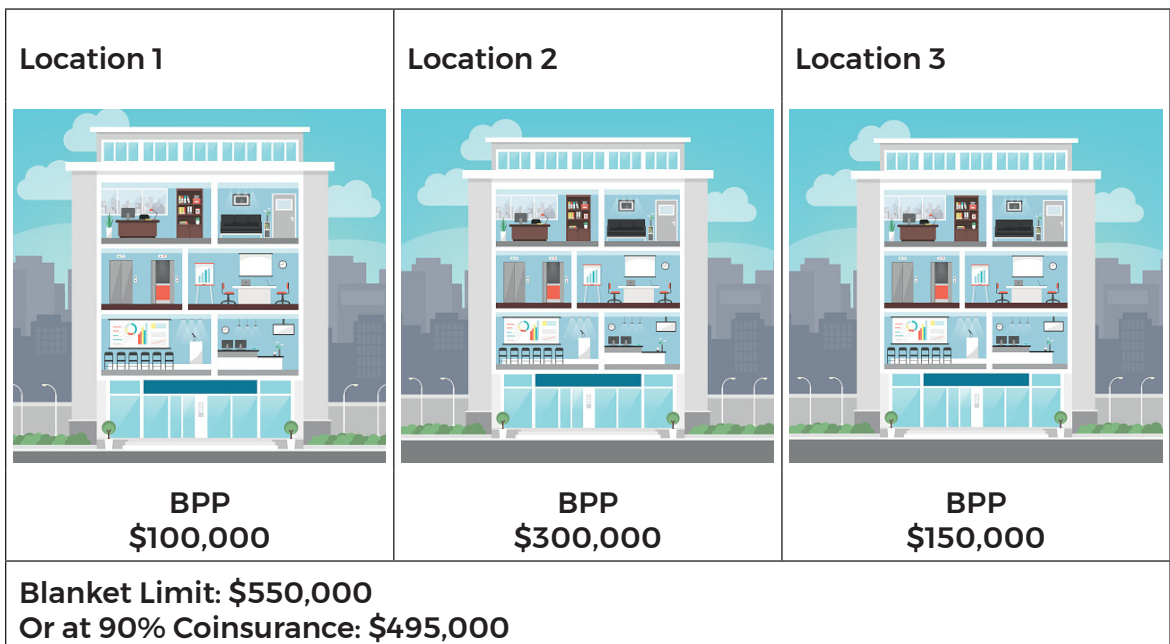 Location 1
Location 2
Location 3
BPP
$100,000
BPP
$300,000
BPP
$150,000
Blanket Limit: $550,000
Or at 90% Coinsurance: $495,000